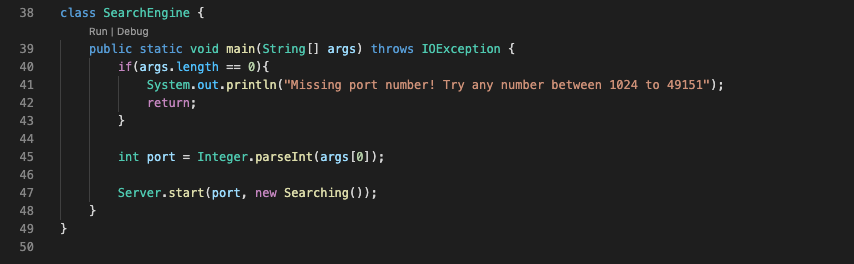 38 class SearchEngine {
Run | Debug
39 public static void main(String[] args) throws IOException {
40 if(args.length == 0){
41 System.out.println("Missing port number! Try any number between 1024 to 49151");
42 return;
43 }
44
45 int port = Integer.parseInt(args[0]);
46
47 Server.start(port, new Searching());
48 }
49 }
50